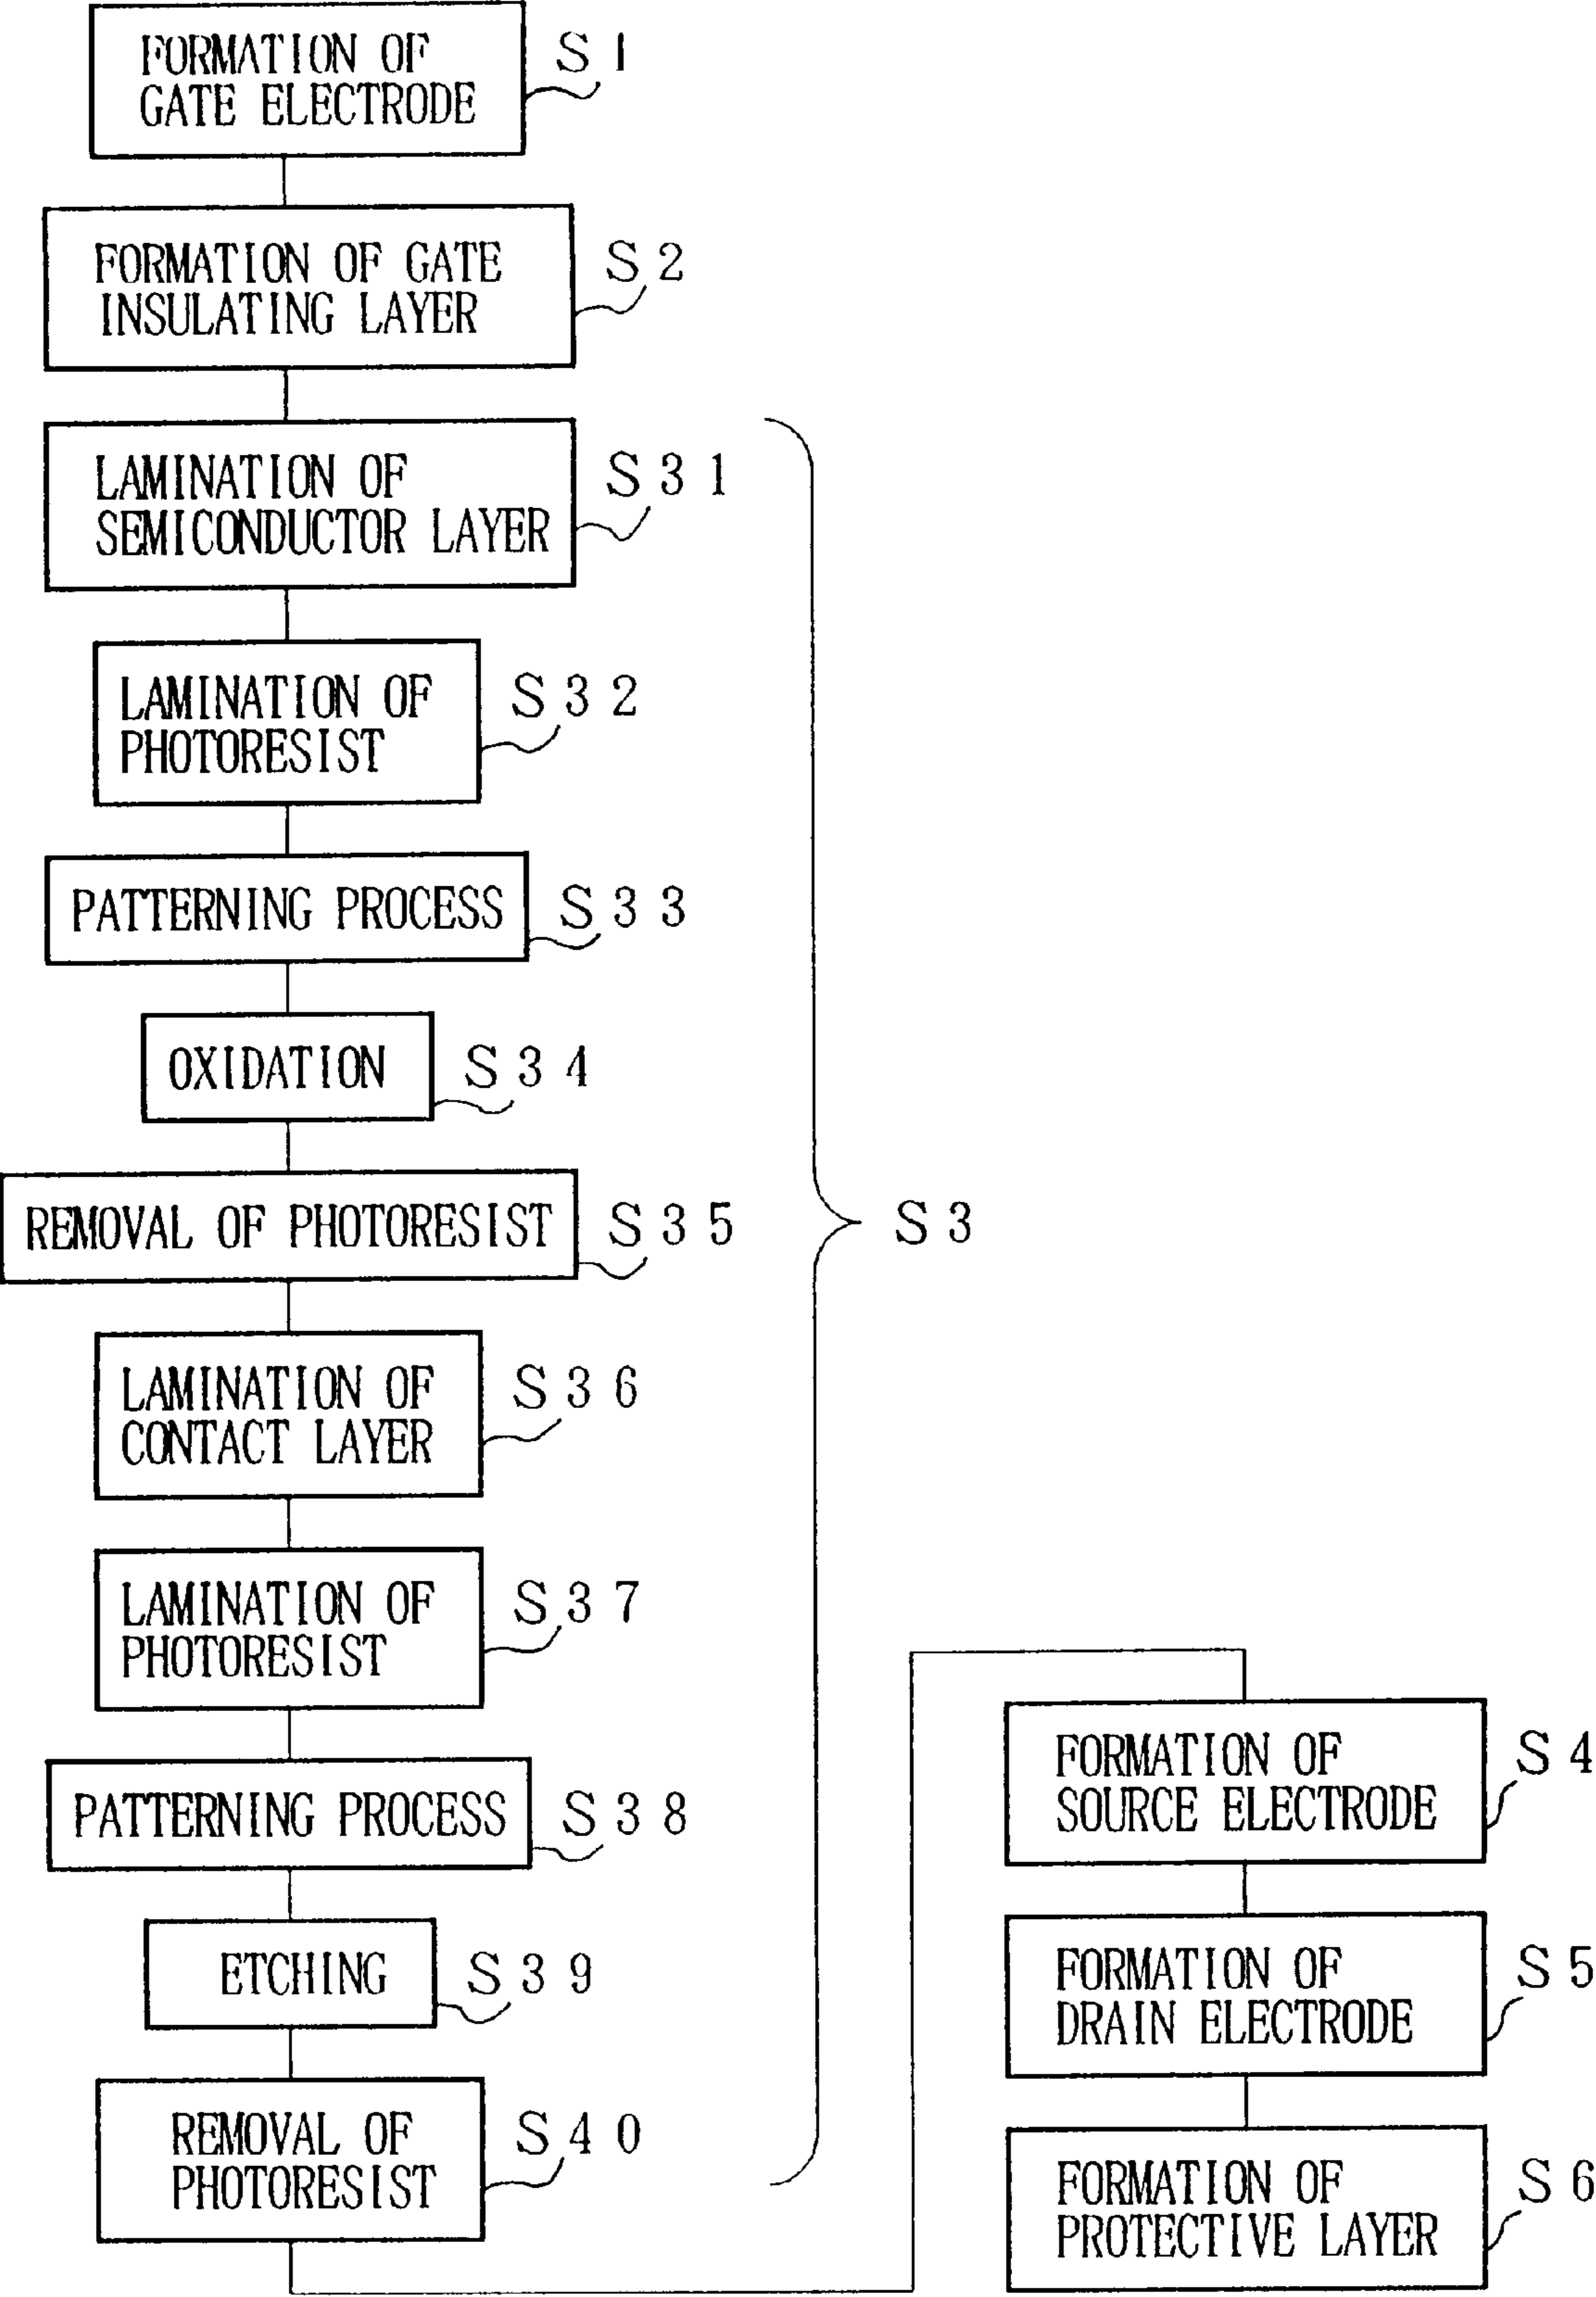 FORMATION OF
GATE ELECTRODE
S1
FORMATION OF GATE
INSULATING LAYER
S2
LAMINATION OF
SEMICONDUCTOR LAYER
S31
LAMINATION OF
PHOTORESIST
S32
PATTERNING PROCESS
S33
OXIDATION
S34
REMOVAL OF PHOTORESIST
S35
S3
LAMINATION OF
CONTACT LAYER
S36
LAMINATION OF
PHOTORESIST
S37
PATTERNING PROCESS
S38
ETCHING
S39
REMOVAL OF
PHOTORESIST
S40
FORMATION OF
SOURCE ELECTRODE
S4
FORMATION OF
DRAIN ELECTRODE
S5
FORMATION OF
PROTECTIVE LAYER
S6